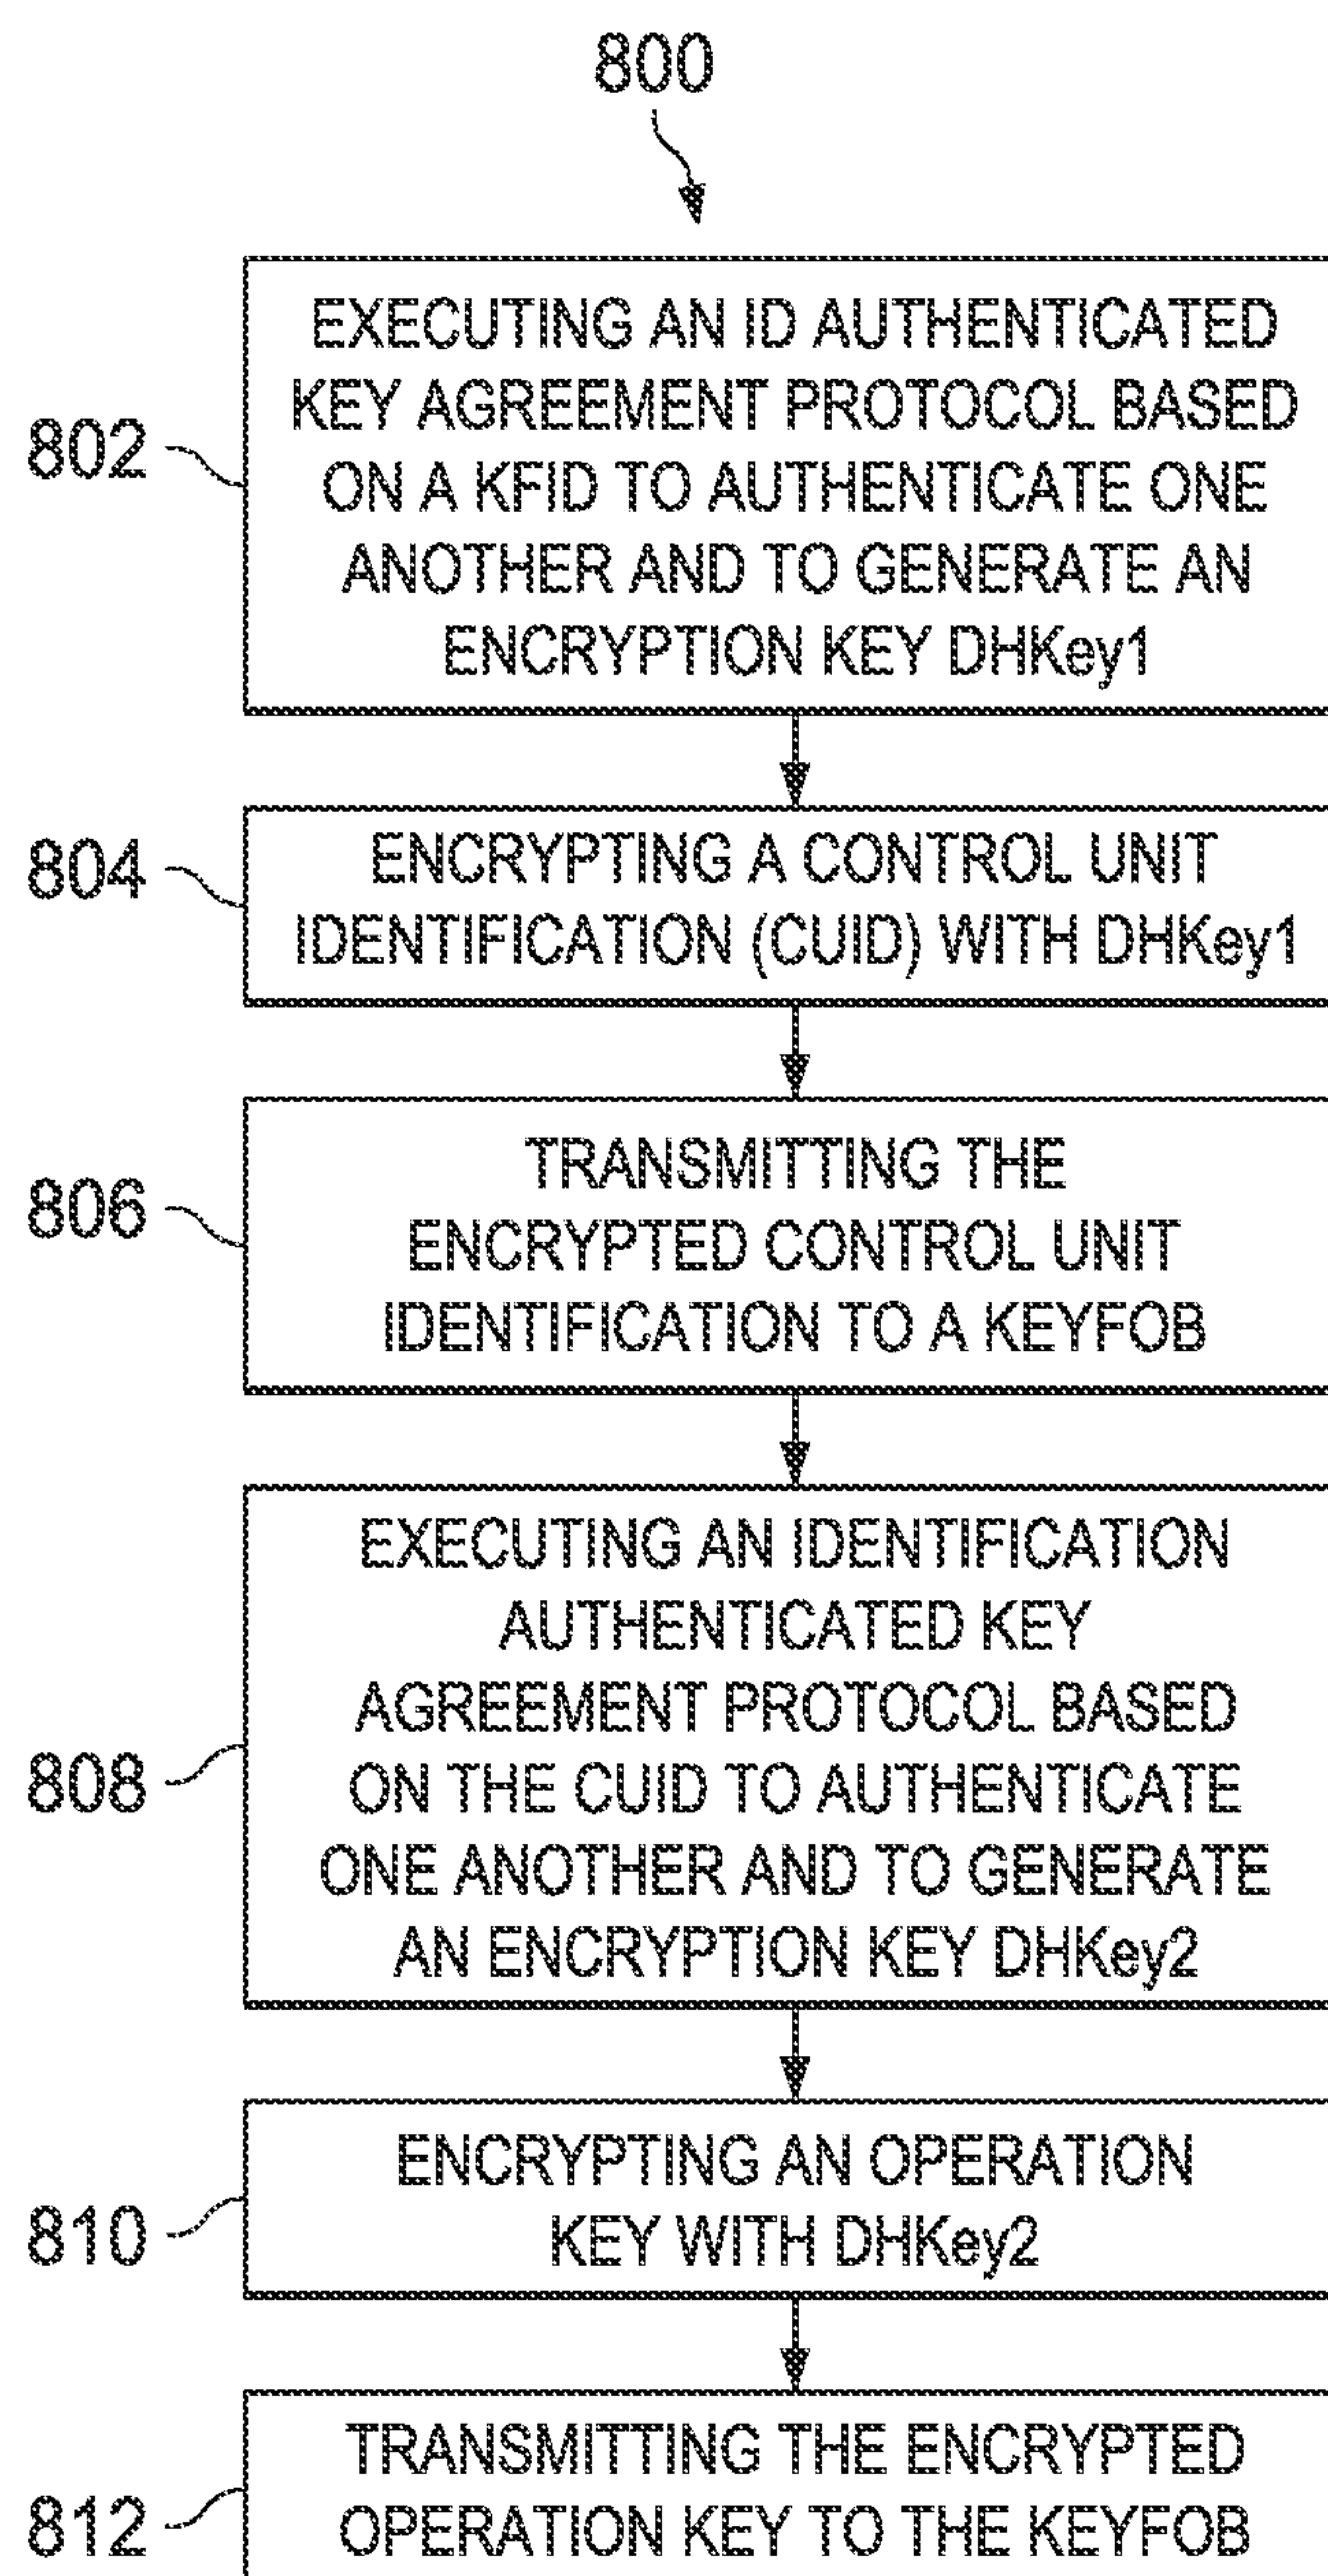 800
802
EXECUTING AN ID AUTHENTICATED
KEY AGREEMENT PROTOCOL BASED
ON A KFID TO AUTHENTICATE ONE
ANOTHER AND TO GENERATE AN
ENCRYPTION KEY DHKey1
804
ENCRYPTING A CONTROL UNIT
IDENTIFICATION (CUID) WITH DHKey1
806
TRANSMITTING THE
ENCRYPTED CONTROL UNIT
IDENTIFICATION TO A KEYFOB
808
EXECUTING AN IDENTIFICATION
AUTHENTICATED KEY
AGREEMENT PROTOCOL BASED
ON THE CUID TO AUTHENTICATE
ONE ANOTHER AND TO GENERATE
AN ENCRYPTION KEY DHKey2
810
ENCRYPTING AN OPERATION
KEY WITH DHKey2
812
TRANSMITTING THE ENCRYPTED
OPERATION KEY TO THE KEYFOB